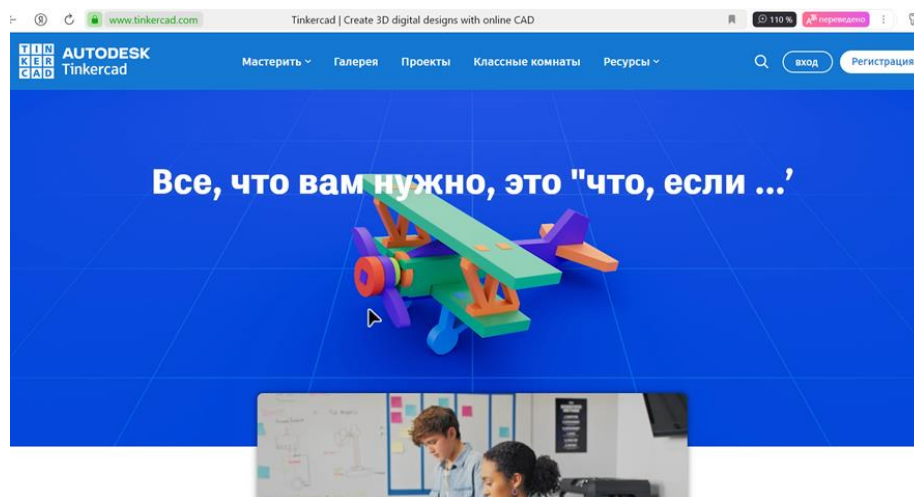 www.tinkercad.com
Tinkercad | Create 3D digital designs with online CAD
110 %
переведено
TIN
KER
CAD
AUTODESK
Tinkercad
Мастерить
Галерея
Проекты
Классные комнаты
Ресурсы
вход
Регистрация
Все, что вам нужно, это "что, если ...’